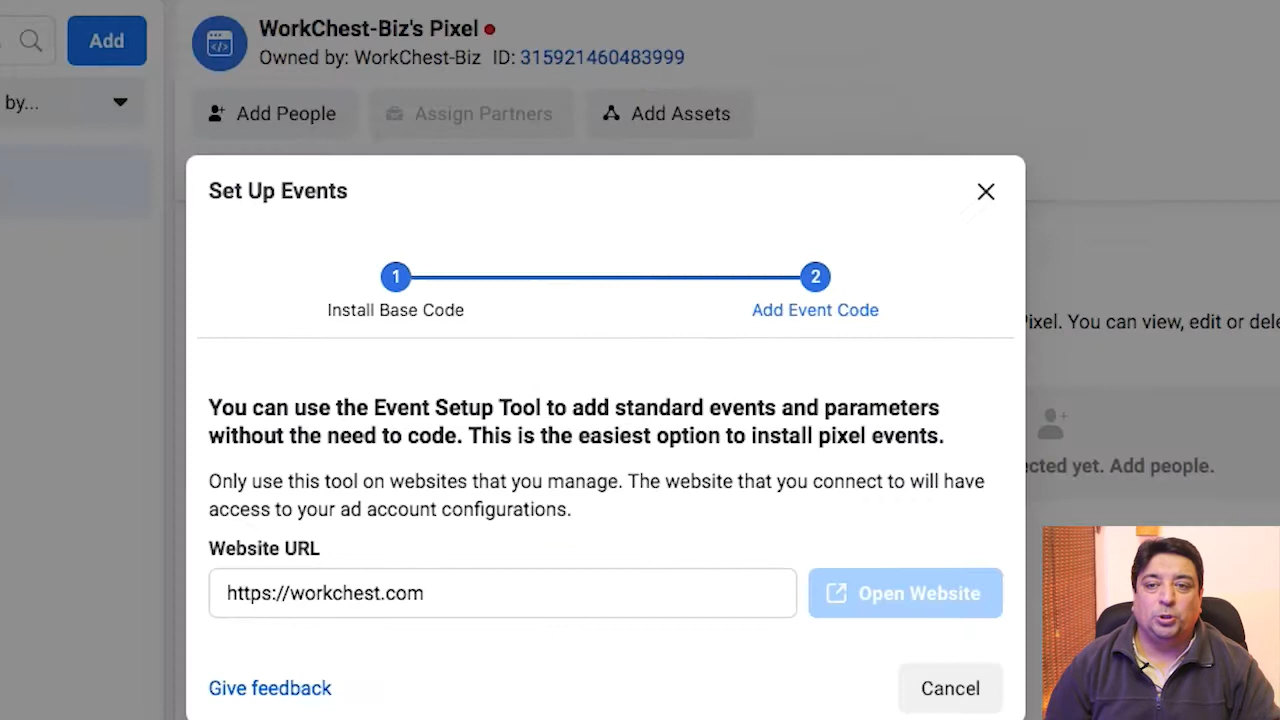 Add
WorkChest-Biz's Pixel
Owned by: WorkChest-Biz ID: 315921460483999
by...
Add People
Assign Partners
Add Assets
Set Up Events
1
2
Install Base Code
Add Event Code
Pixel. You can view, edit or dele
You can use the Event Setup Tool to add standard events and parameters
without the need to code. This is the easiest option to install pixel events.
ected yet. Add people.
Only use this tool on websites that you manage. The website that you connect to will have
access to your ad account configurations.
Website URL
https://workchest.com
Open Website
Give feedback
Cancel